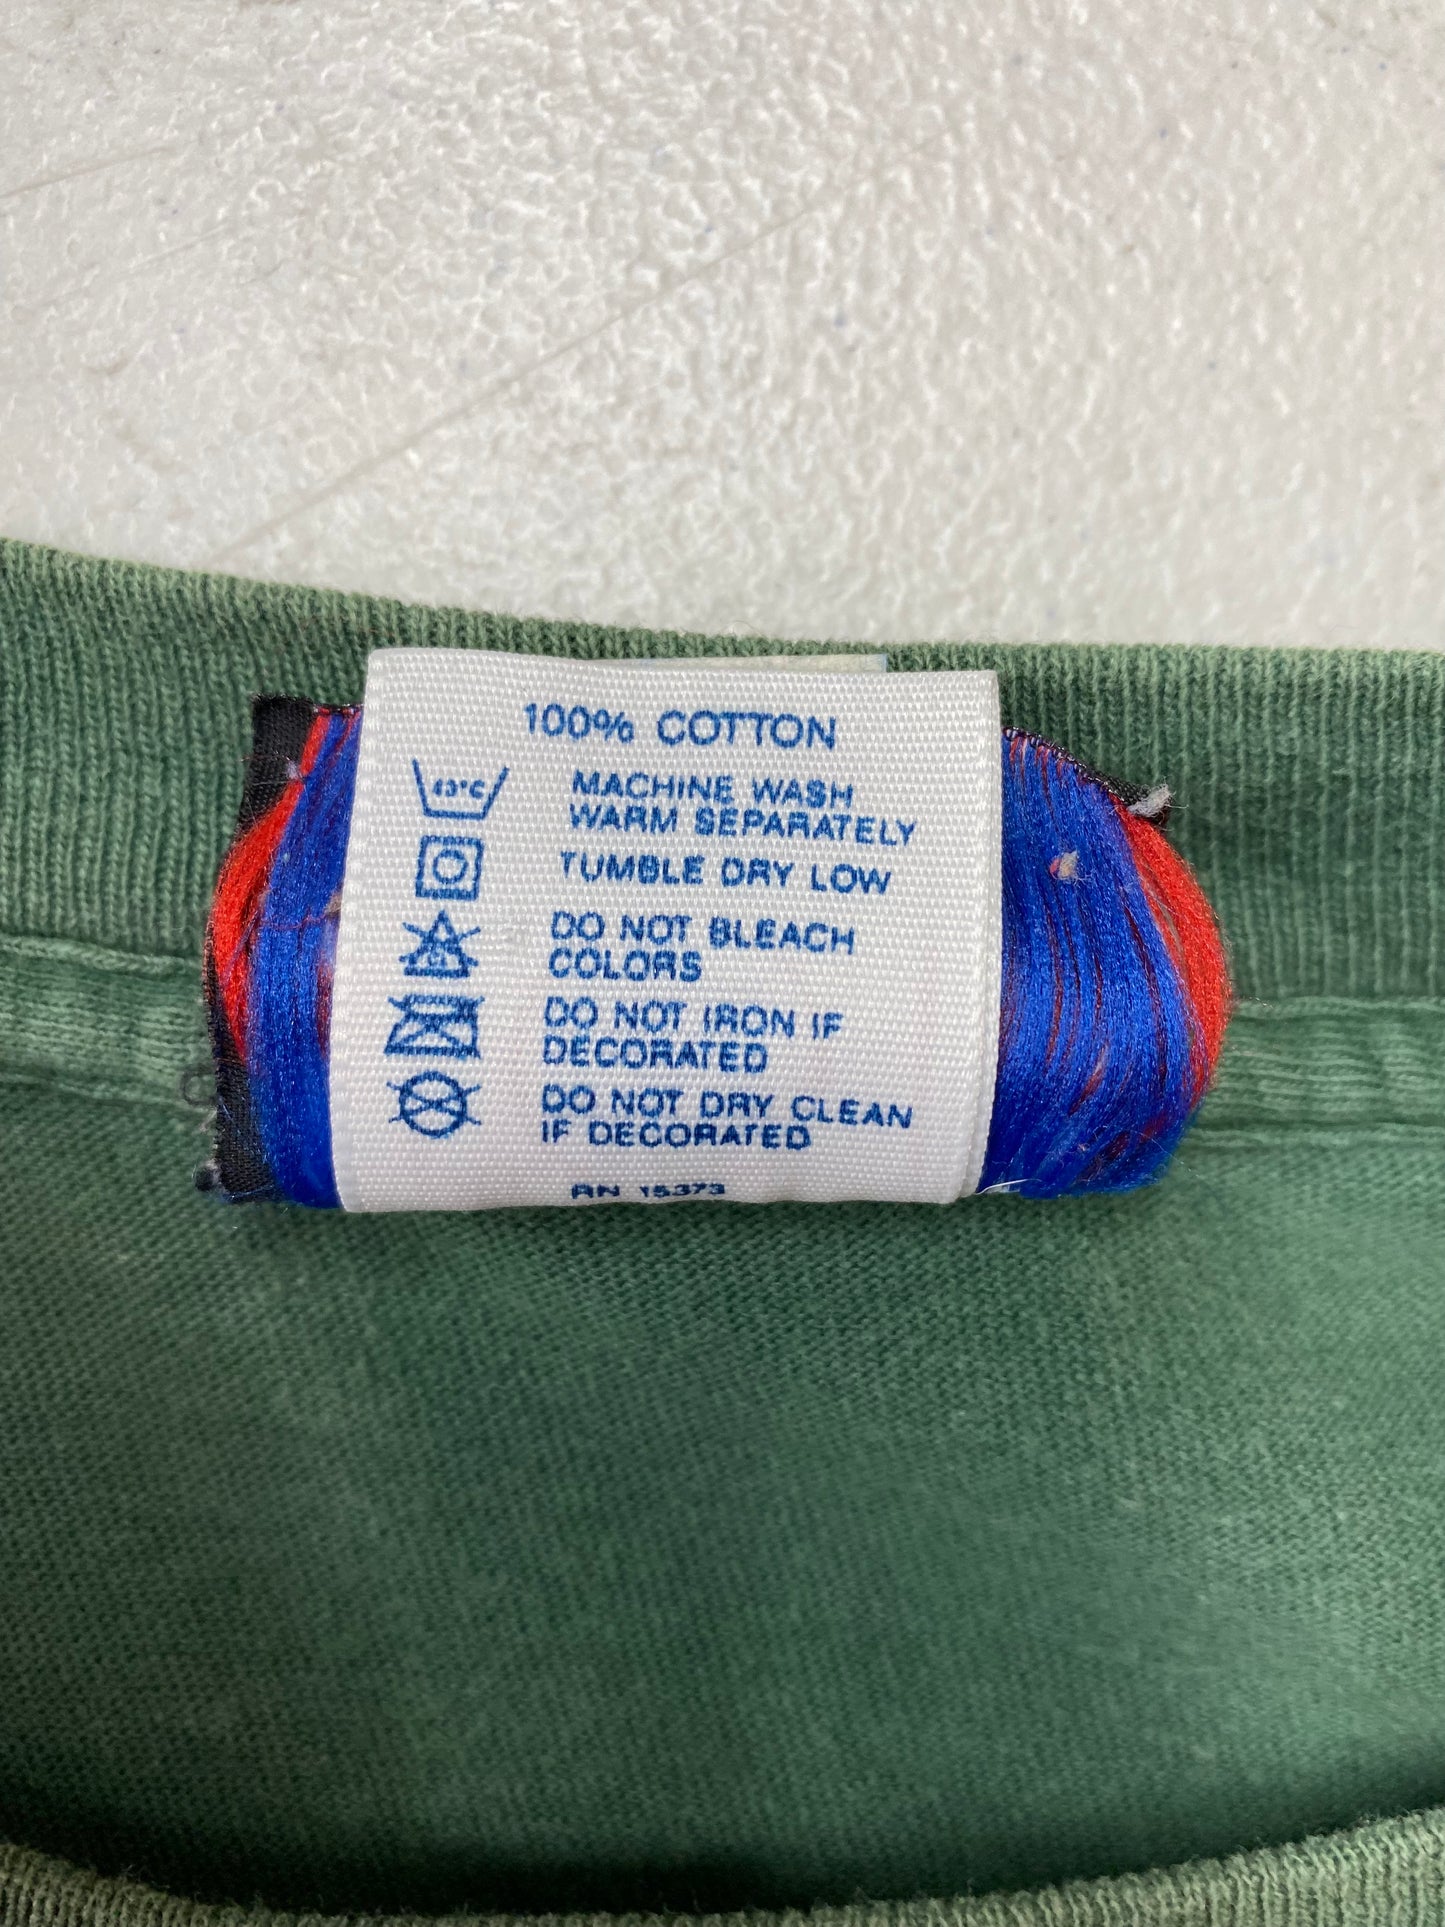 100% COTTON
43°C
MACHINE WASH
WARM SEPARATELY
TUMBLE DRY LOW
DO NOT BLEACH
COLORS
DO NOT IRON IF
DECORATED
DO NOT DRY CLEAN
IF DECORATED
RN 15373